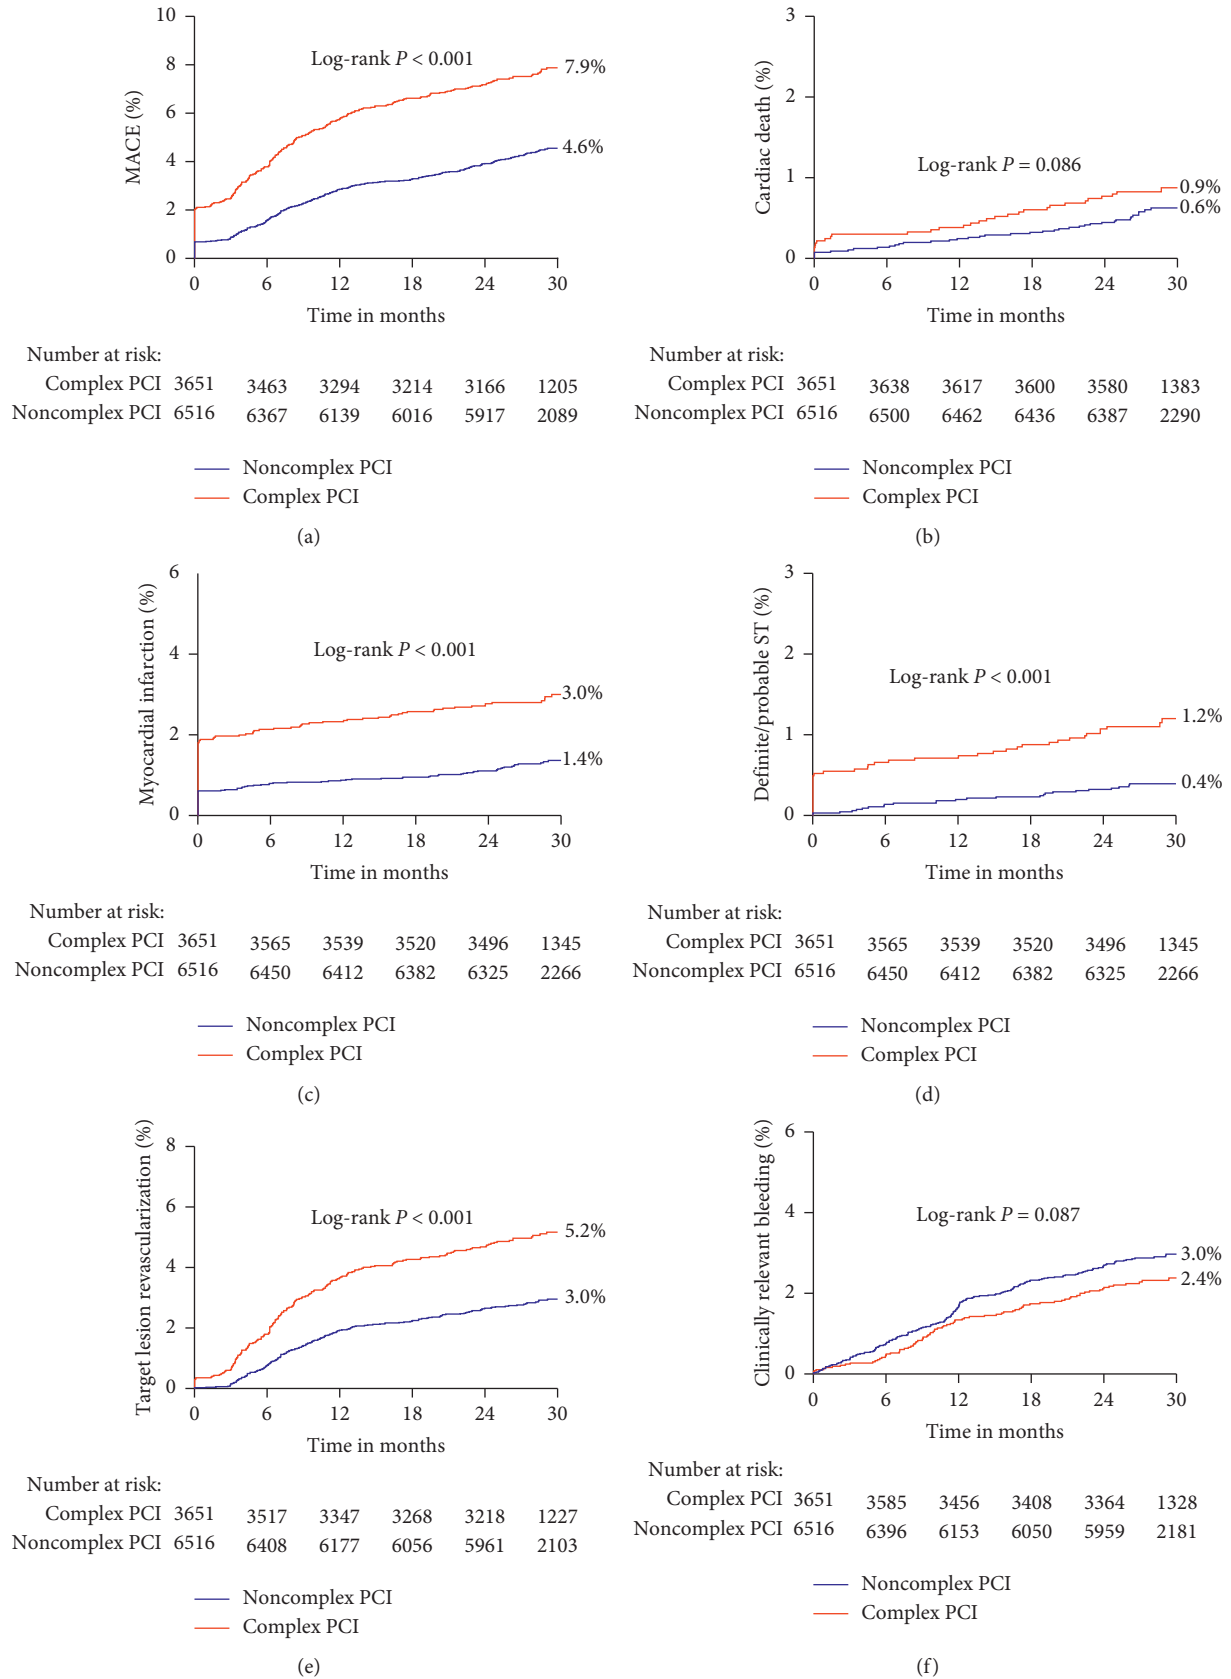 MACE (%)
10
8
6
4
2
0
Log-rank P < 0.001
7.9%
4.6%
0 6 12 18 24 30
Time in months
Number at risk:
Complex PCI 3651 3463 3294 3214 3166 1205
Noncomplex PCI 6516 6367 6139 6016 5917 2089
Noncomplex PCI
Complex PCI
(a)
Cardiac death (%)
3
2
1
0
Log-rank P = 0.086
0.9%
0.6%
0 6 12 18 24 30
Time in months
Number at risk:
Complex PCI 3651 3638 3617 3600 3580 1383
Noncomplex PCI 6516 6500 6462 6436 6387 2290
Noncomplex PCI
Complex PCI
(b)
Myocardial infarction (%)
6
4
2
0
Log-rank P < 0.001
3.0%
1.4%
0 6 12 18 24 30
Time in months
Number at risk:
Complex PCI 3651 3565 3539 3520 3496 1345
Noncomplex PCI 6516 6450 6412 6382 6325 2266
Noncomplex PCI
Complex PCI
(c)
Definite/probable ST (%)
3
2
1
0
Log-rank P < 0.001
1.2%
0.4%
0 6 12 18 24 30
Time in months
Number at risk:
Complex PCI 3651 3565 3539 3520 3496 1345
Noncomplex PCI 6516 6450 6412 6382 6325 2266
Noncomplex PCI
Complex PCI
(d)
Target lesion revascularization (%)
8
6
4
2
0
Log-rank P < 0.001
5.2%
3.0%
0 6 12 18 24 30
Time in months
Number at risk:
Complex PCI 3651 3517 3347 3268 3218 1227
Noncomplex PCI 6516 6408 6177 6056 5961 2103
Noncomplex PCI
Complex PCI
(e)
Clinically relevant bleeding (%)
6
4
2
0
Log-rank P = 0.087
3.0%
2.4%
0 6 12 18 24 30
Time in months
Number at risk:
Complex PCI 3651 3585 3456 3408 3364 1328
Noncomplex PCI 6516 6396 6153 6050 5959 2181
Noncomplex PCI
Complex PCI
(f)